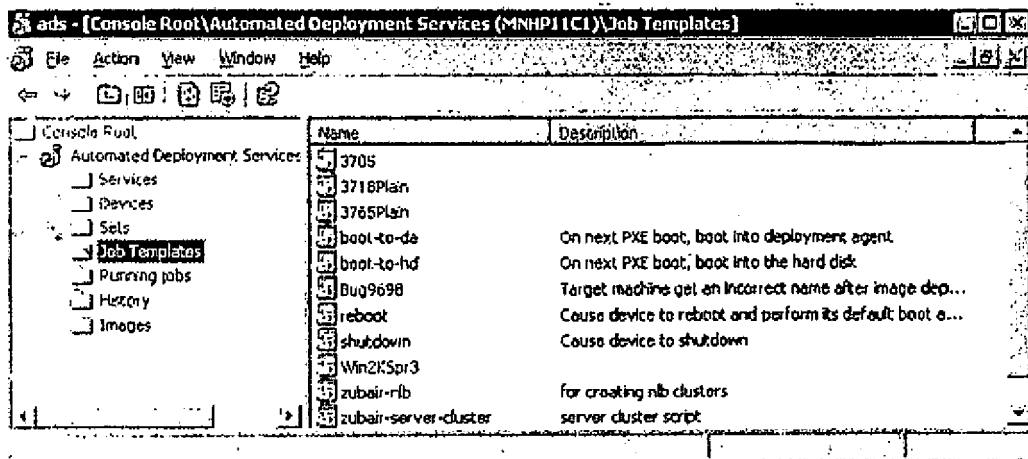 ads - [Console Root\Automated Deployment Services (MNHP11C1)\Job Templates]
File Action View Window Help
Console Root
Automated Deployment Services
Services
Devices
Sets
Job Templates
Running jobs
History
Images
Name Description
3705
3718Plain
3765Plain
boot-to-da On next PXE boot, boot into deployment agent
boot-to-hd On next PXE boot, boot into the hard disk
Bug9698 Target machine get an incorrect name after image dep...
reboot Cause device to reboot and perform its default boot a...
shutdown Cause device to shutdown
Win2KSpr3
zubair-nlb for creating nlb clusters
zubair-server-cluster server cluster script